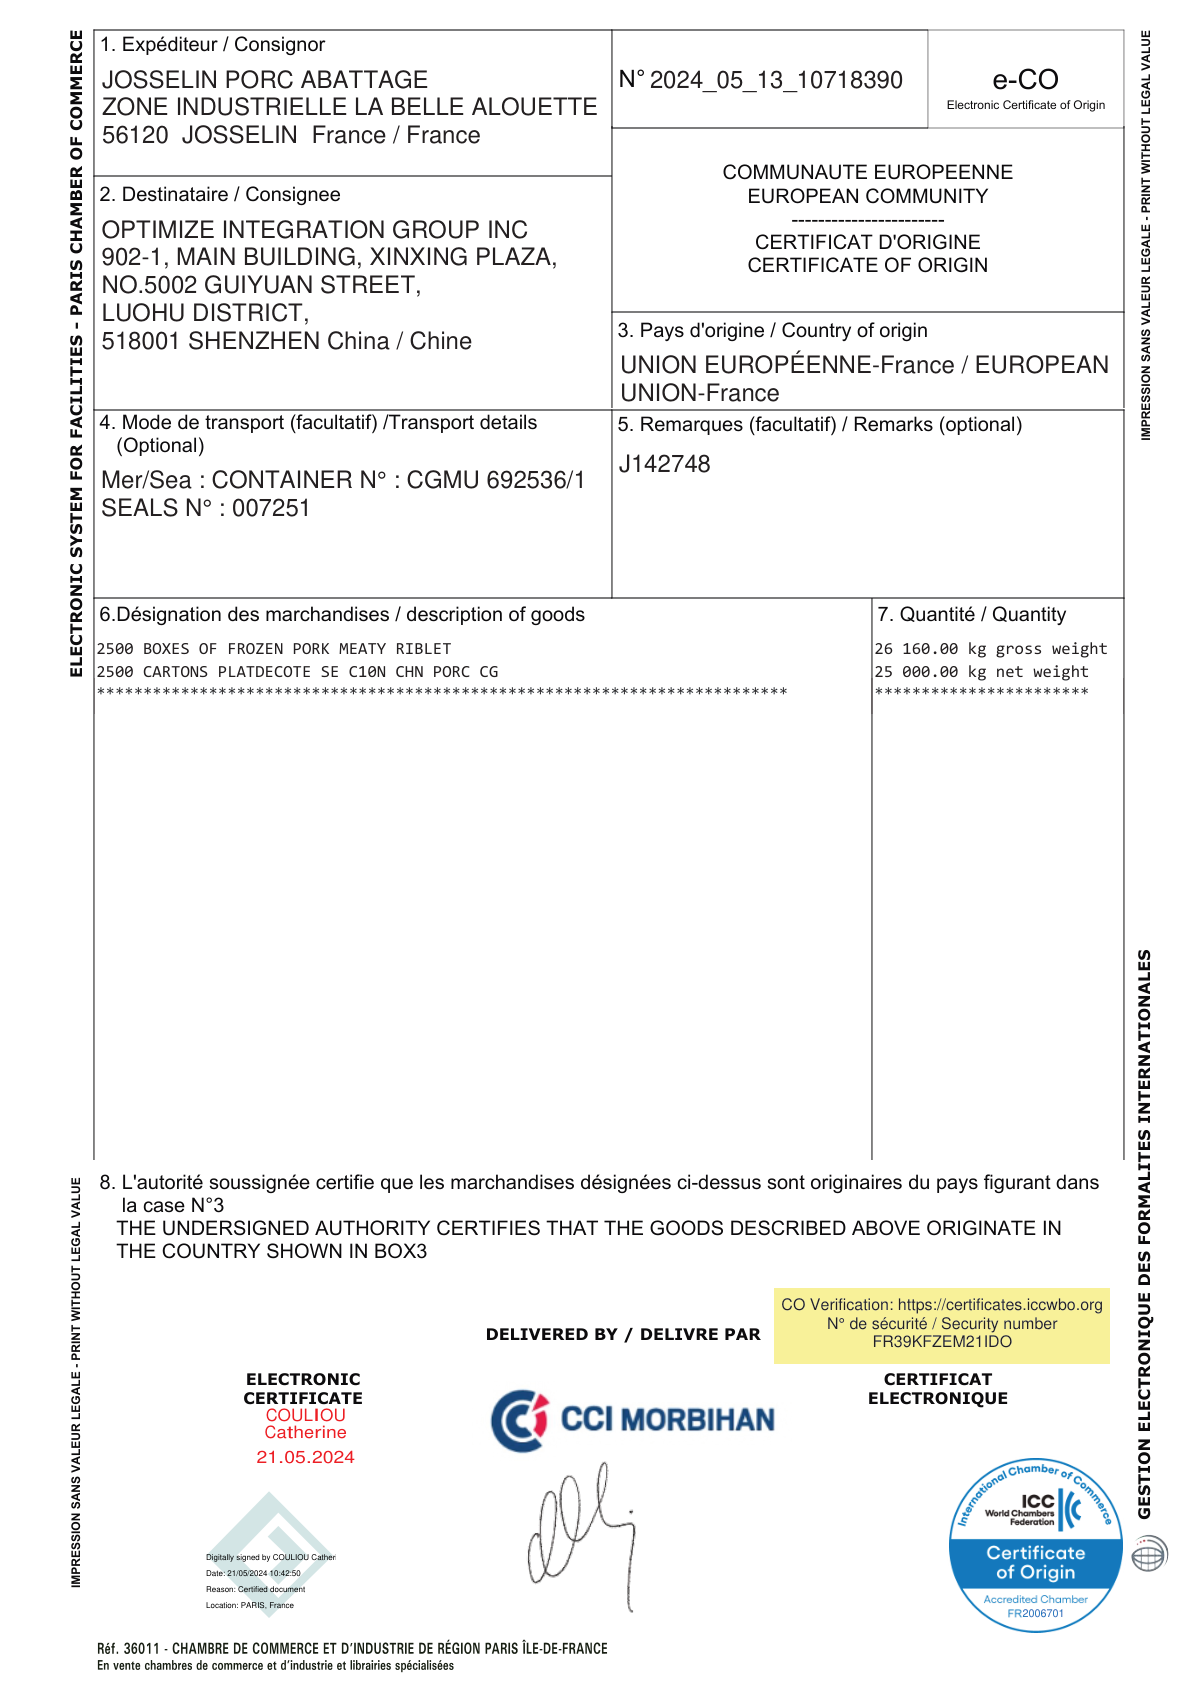 ELECTRONIC SYSTEM FOR FACILITIES - PARIS CHAMBER OF COMMERCE
IMPRESSION SANS VALEUR LEGALE - PRINT WITHOUT LEGAL VALUE
1. Expéditeur / Consignor
JOSSELIN PORC ABATTAGE
ZONE INDUSTRIELLE LA BELLE ALOUETTE
56120  JOSSELIN  France / France
N° 2024_05_13_10718390
e-CO
Electronic Certificate of Origin
COMMUNAUTE EUROPEENNE
EUROPEAN COMMUNITY
-----------------------
CERTIFICAT D'ORIGINE
CERTIFICATE OF ORIGIN
2. Destinataire / Consignee
OPTIMIZE INTEGRATION GROUP INC
902-1, MAIN BUILDING, XINXING PLAZA,
NO.5002 GUIYUAN STREET,
LUOHU DISTRICT,
518001 SHENZHEN China / Chine
3. Pays d'origine / Country of origin
UNION EUROPÉENNE-France / EUROPEAN
UNION-France
4. Mode de transport (facultatif) /Transport details
(Optional)
Mer/Sea : CONTAINER N° : CGMU 692536/1
SEALS N° : 007251
5. Remarques (facultatif) / Remarks (optional)
J142748
6.Désignation des marchandises / description of goods
2500 BOXES OF FROZEN PORK MEATY RIBLET
2500 CARTONS PLATDECOTE SE C10N CHN PORC CG
**************************************************************************
7. Quantité / Quantity
26 160.00 kg gross weight
25 000.00 kg net weight
***********************
8. L'autorité soussignée certifie que les marchandises désignées ci-dessus sont originaires du pays figurant dans
la case N°3
THE UNDERSIGNED AUTHORITY CERTIFIES THAT THE GOODS DESCRIBED ABOVE ORIGINATE IN
THE COUNTRY SHOWN IN BOX3
DELIVERED BY / DELIVRE PAR
CO Verification: https://certificates.iccwbo.org
N° de sécurité / Security number
FR39KFZEM21IDO
ELECTRONIC
CERTIFICATE
COULIOU
Catherine
21.05.2024
CCI MORBIHAN
CERTIFICAT
ELECTRONIQUE
Digitally signed by COULIOU Cather
Date: 21/05/2024 10:42:50
Reason: Certified document
Location: PARIS, France
International Chamber of Commerce
ICC
World Chambers
Federation
Certificate
of Origin
Accredited Chamber
FR2006701
IMPRESSION SANS VALEUR LEGALE - PRINT WITHOUT LEGAL VALUE
GESTION ELECTRONIQUE DES FORMALITES INTERNATIONALES
Réf. 36011 - CHAMBRE DE COMMERCE ET D'INDUSTRIE DE RÉGION PARIS ÎLE-DE-FRANCE
En vente chambres de commerce et d'industrie et librairies spécialisées